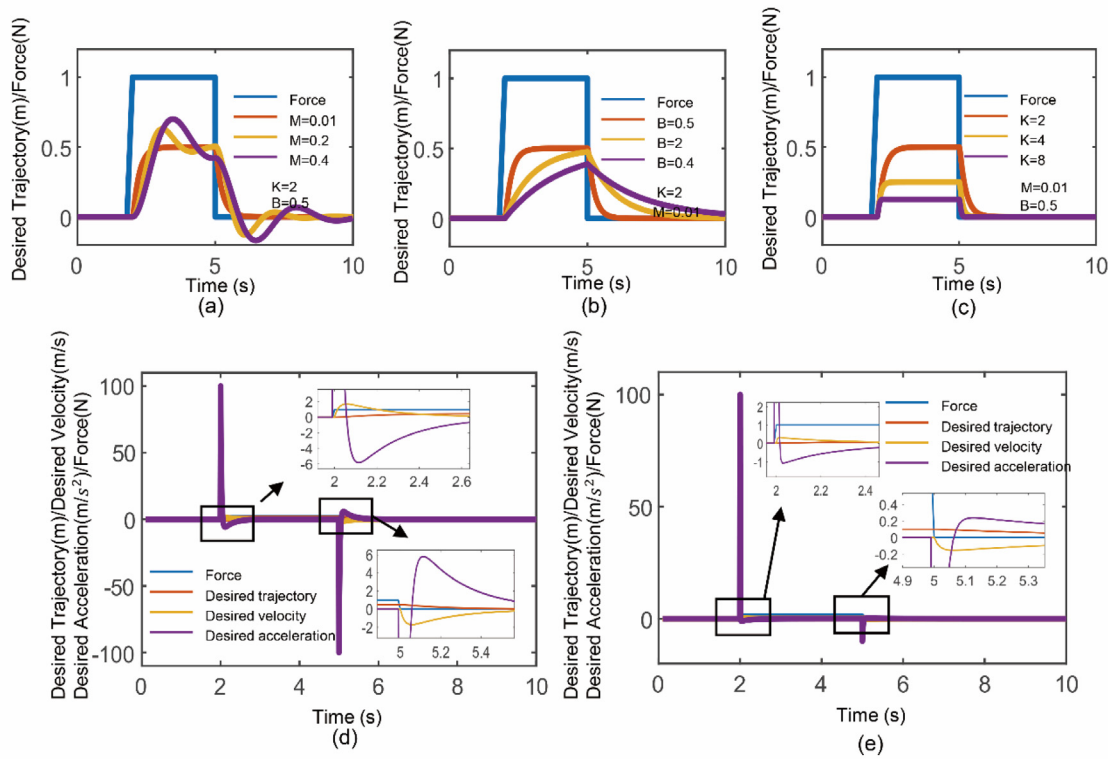 Desired Trajectory(m)/Force(N)
1
0.5
0
Force
M=0.01
M=0.2
M=0.4
K=2
B=0.5
0
5
10
Time (s)
(a)
Desired Trajectory(m)/Force(N)
1
0.5
0
Force
B=0.5
B=2
B=0.4
K=2
M=0.01
0
5
10
Time (s)
(b)
Desired Trajectory(m)/Force(N)
1
0.5
0
Force
K=2
K=4
K=8
M=0.01
B=0.5
0
5
10
Time (s)
(c)
Desired Trajectory(m)/Desired Velocity(m/s)
Desired Acceleration(m/s²)/Force(N)
100
50
0
-50
-100
2
0
-2
-4
-6
2
2.2
2.4
2.6
6
4
2
0
-2
5
5.2
5.4
Force
Desired trajectory
Desired velocity
Desired acceleration
0
2
4
6
8
10
Time (s)
(d)
Desired Trajectory(m)/Desired Velocity(m/s)
Desired Acceleration(m/s²)/Force(N)
100
50
0
Force
Desired trajectory
Desired velocity
Desired acceleration
2
1
0
-1
2
2.2
2.4
0.4
0.2
0
-0.2
4.9
5
5.1
5.2
5.3
0
2
4
6
8
10
Time (s)
(e)